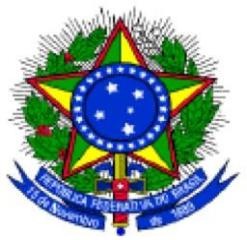 REPÚBLICA FEDERATIVA DO BRASIL
15 de Novembro de 1889